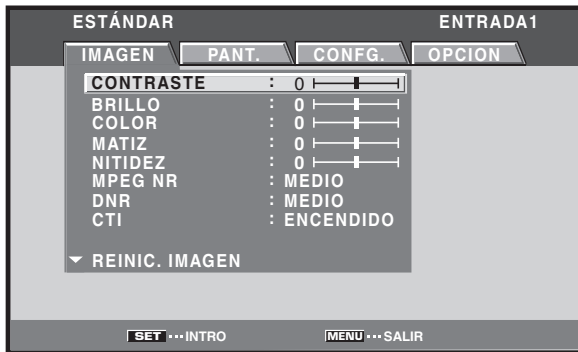 ESTÁNDAR ENTRADA1
IMAGEN PANT. CONFG. OPCION
CONTRASTE : 0
BRILLO : 0
COLOR : 0
MATIZ : 0
NITIDEZ : 0
MPEG NR : MEDIO
DNR : MEDIO
CTI : ENCENDIDO
REINIC. IMAGEN
SET ··· INTRO MENU ··· SALIR